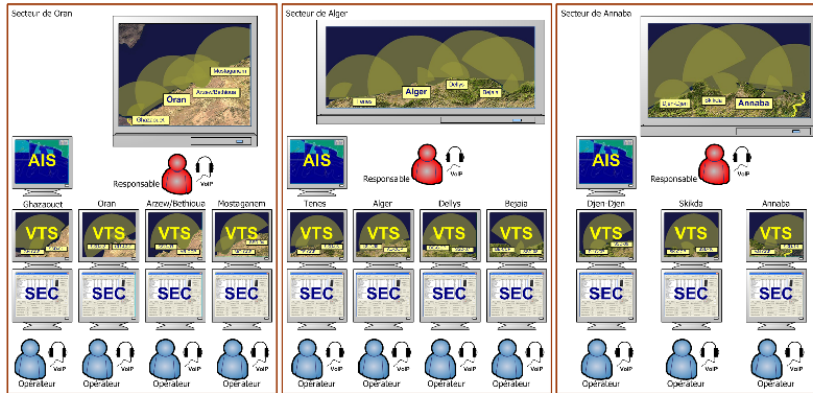 Secteur de Oran
Mostaganem
Oran
Arzew/Bethioua
Ghazaouet
AIS
Responsable
VoIP
Ghazaouet
Oran
Arzew/Bethioua
Mostaganem
VTS
VTS
VTS
VTS
SEC
SEC
SEC
SEC
VoIP
VoIP
VoIP
VoIP
Opérateur
Opérateur
Opérateur
Opérateur
Secteur de Alger
Tenes
Alger
Dellys
Bejaia
AIS
Responsable
VoIP
Tenes
Alger
Dellys
Bejaia
VTS
VTS
VTS
VTS
SEC
SEC
SEC
SEC
VoIP
VoIP
VoIP
VoIP
Opérateur
Opérateur
Opérateur
Opérateur
Secteur de Annaba
Djen-Djen
Skikda
Annaba
AIS
Responsable
VoIP
Djen-Djen
Skikda
Annaba
VTS
VTS
VTS
SEC
SEC
SEC
VoIP
VoIP
VoIP
Opérateur
Opérateur
Opérateur